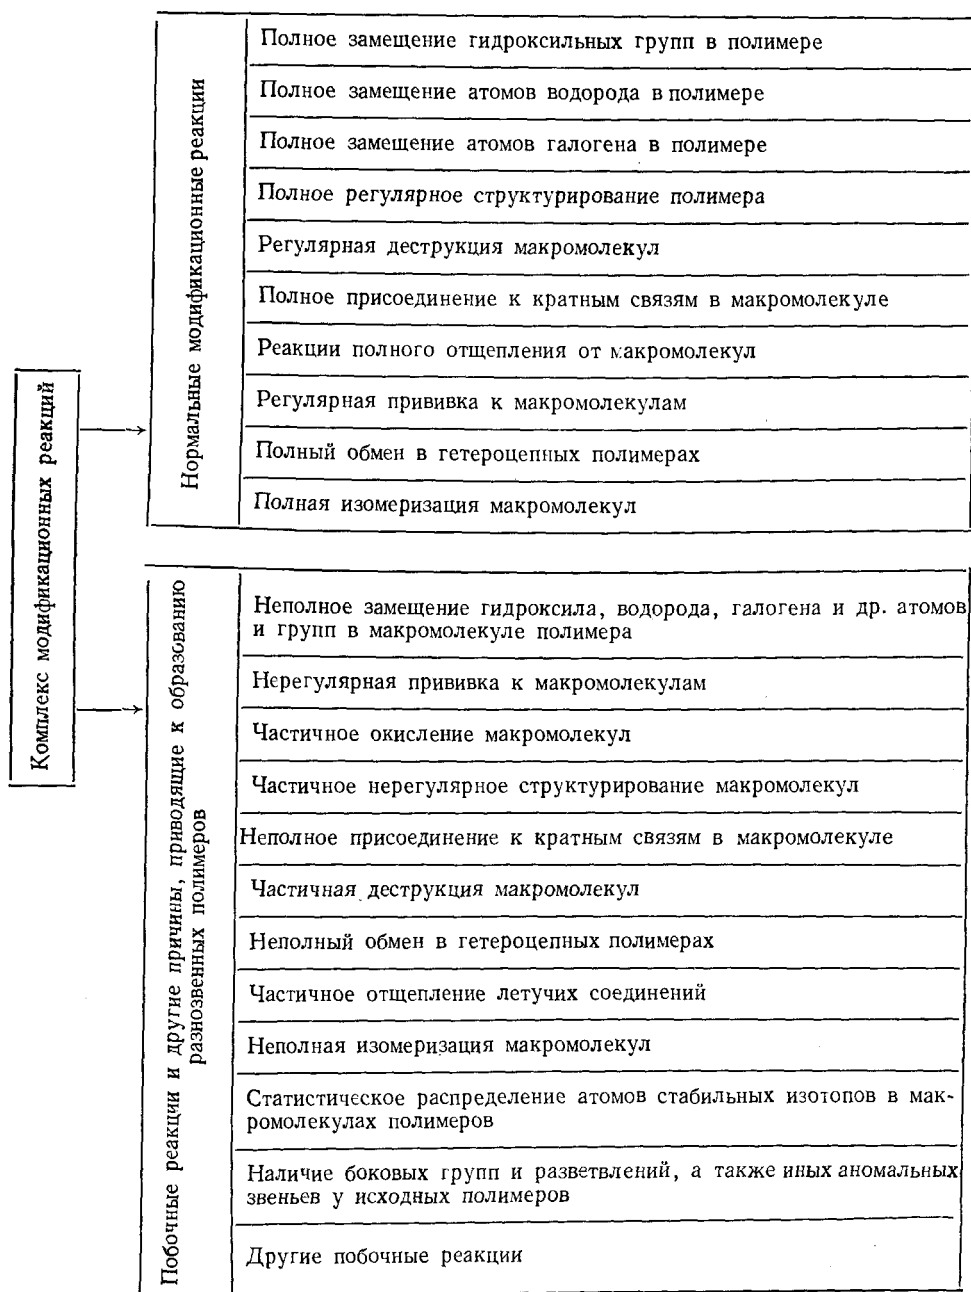 Комплекс модификационных реакций
Нормальные модификационные реакции
Полное замещение гидроксильных групп в полимере
Полное замещение атомов водорода в полимере
Полное замещение атомов галогена в полимере
Полное регулярное структурирование полимера
Регулярная деструкция макромолекул
Полное присоединение к кратным связям в макромолекуле
Реакции полного отщепления от макромолекул
Регулярная прививка к макромолекулам
Полный обмен в гетероцепных полимерах
Полная изомеризация макромолекул
Побочные реакции и другие причины, приводящие к образованию
разнозвенных полимеров
Неполное замещение гидроксила, водорода, галогена и др. атомов
и групп в макромолекуле полимера
Нерегулярная прививка к макромолекулам
Частичное окисление макромолекул
Частичное нерегулярное структурирование макромолекул
Неполное присоединение к кратным связям в макромолекуле
Частичная деструкция макромолекул
Неполный обмен в гетероцепных полимерах
Частичное отщепление летучих соединений
Неполная изомеризация макромолекул
Статистическое распределение атомов стабильных изотопов в мак-
ромолекулах полимеров
Наличие боковых групп и разветвлений, а также иных аномальных
звеньев у исходных полимеров
Другие побочные реакции